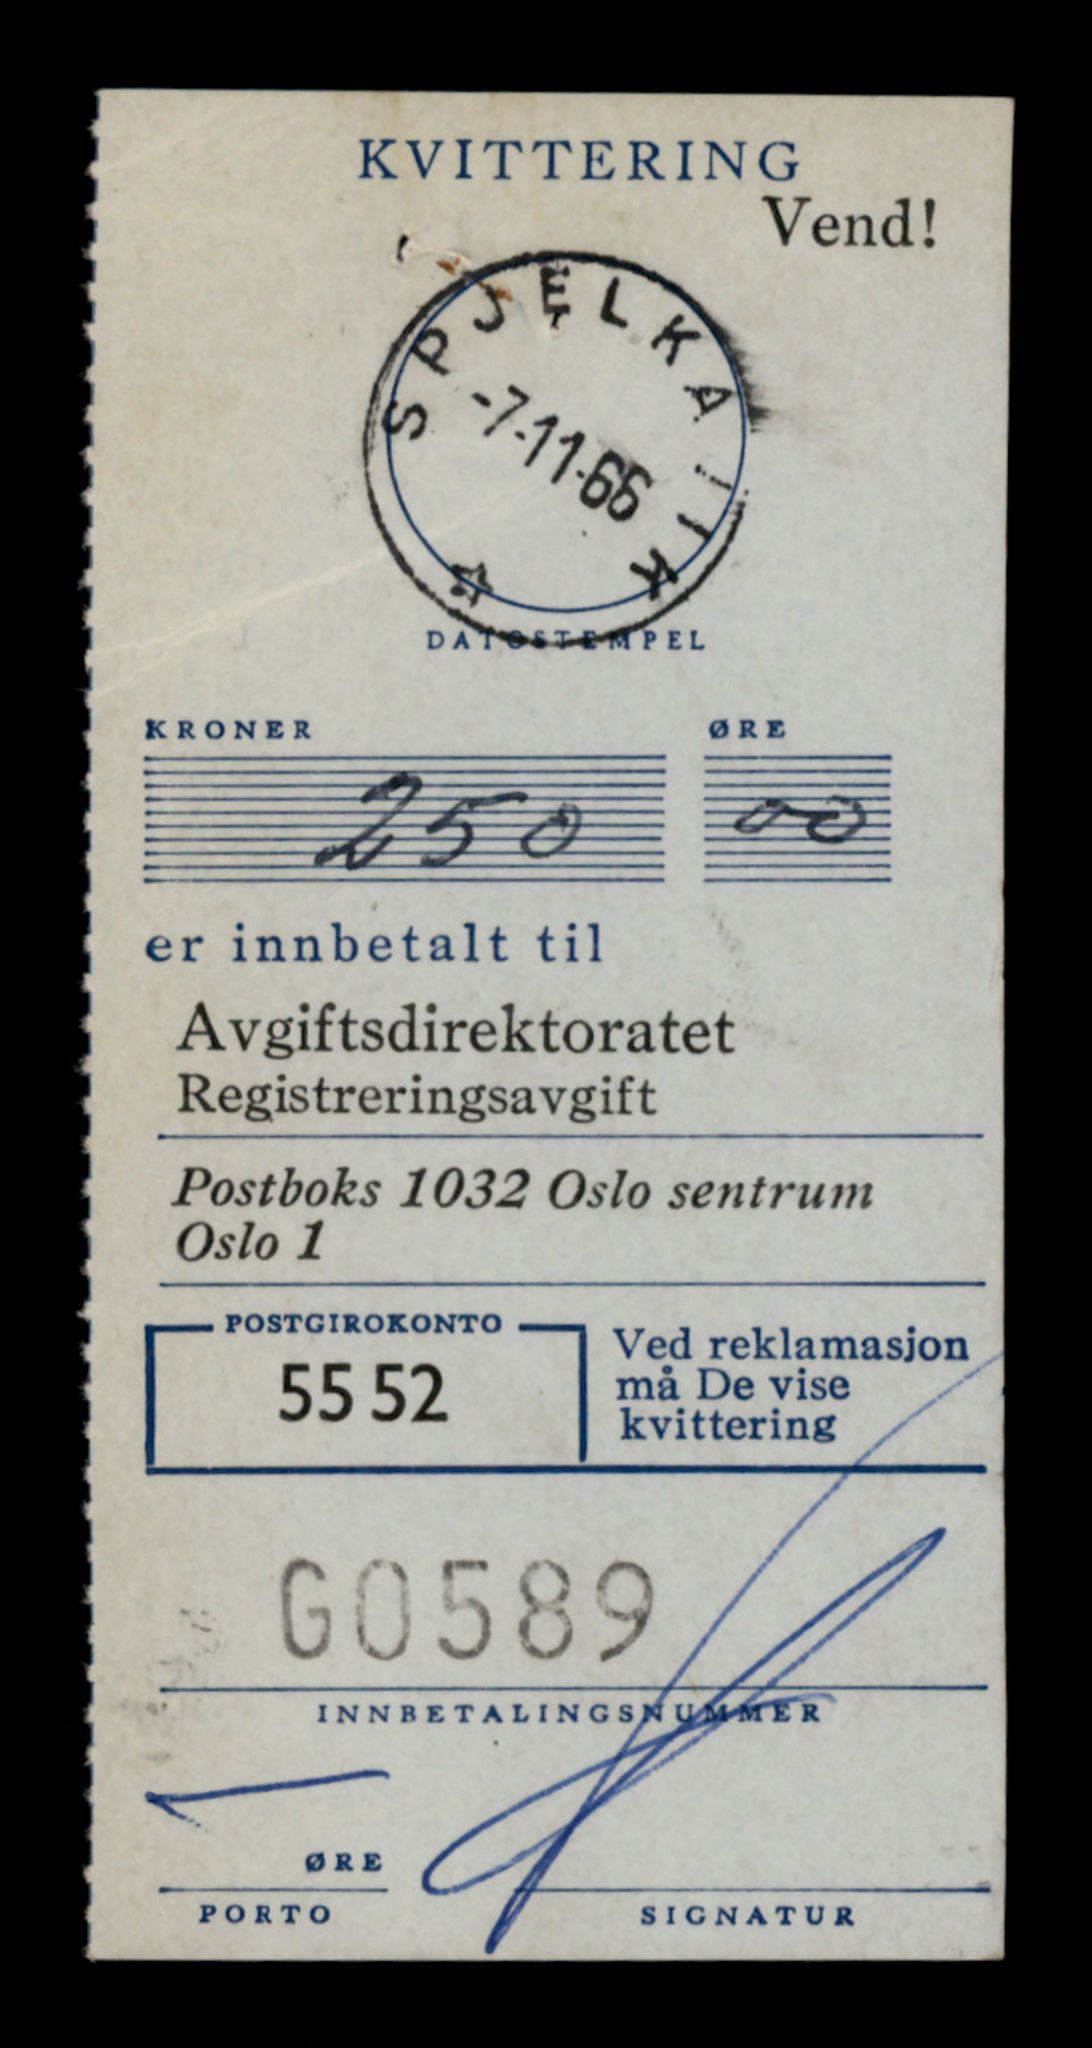 KVITTERING
Vend!
SPJELKAVIK
-7-11-66
DATOSTEMPEL
KRONER ØRE
250 00
er innbetalt til
Avgiftsdirektoratet
Registreringsavgift
Postboks 1032 Oslo sentrum
Oslo 1
POSTGIROKONTO
55 52
Ved reklamasjon
må De vise
kvittering
G0589
INNBETALINGSNUMMER
ØRE
PORTO SIGNATUR